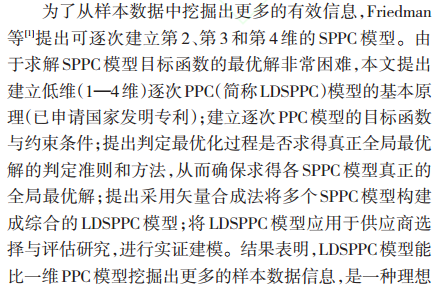 为了从样本数据中挖掘出更多的有效信息,Friedman
等[1]提出可逐次建立第2、第3和第4维的SPPC模型。由
于求解SPPC模型目标函数的最优解非常困难,本文提出
建立低维(1—4维)逐次PPC(简称LDSPPC)模型的基本原
理(已申请国家发明专利);建立逐次PPC模型的目标函数
与约束条件;提出判定最优化过程是否求得真正全局最优
解的判定准则和方法,从而确保求得各SPPC模型真正的
全局最优解;提出采用矢量合成法将多个SPPC模型构建
成综合的LDSPPC模型;将LDSPPC模型应用于供应商选
择与评估研究,进行实证建模。结果表明,LDSPPC模型能
比一维PPC模型挖掘出更多的样本数据信息,是一种理想